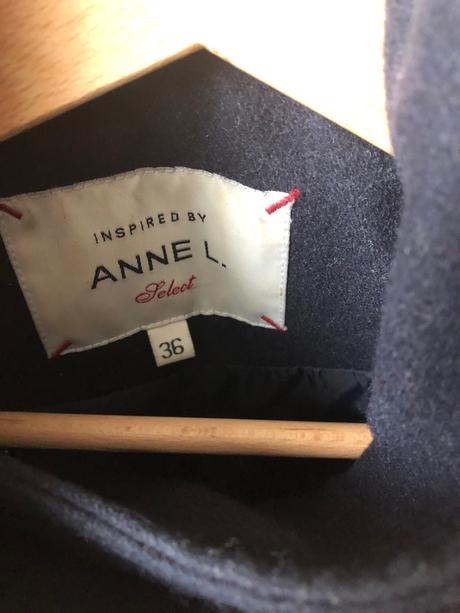 INSPIRED BY
ANNE L.
Select
36